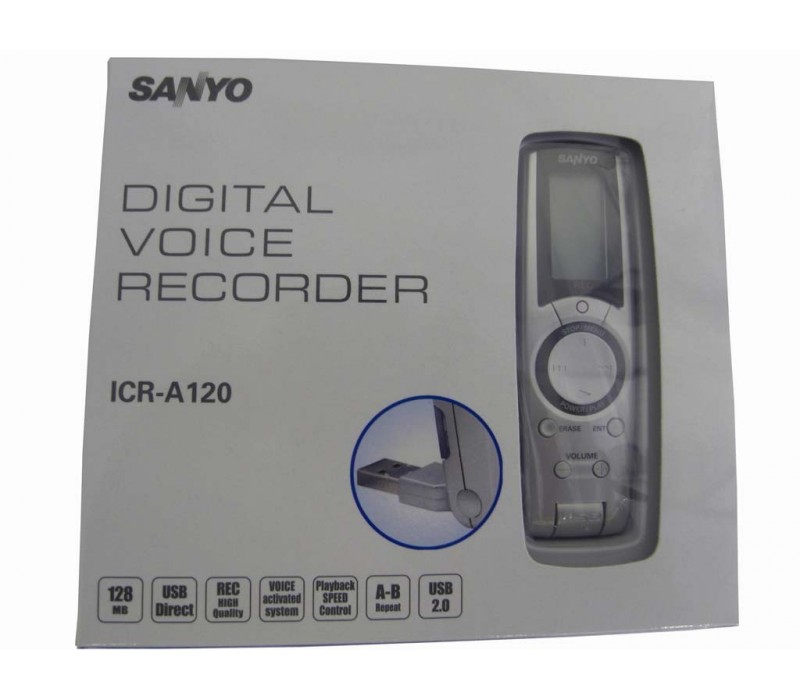 SANYO
DIGITAL
VOICE
RECORDER
ICR-A120
SANYO
ERASE ENT
VOLUME
128
MB
USB
Direct
REC
HIGH
Quality
VOICE
activated
system
Playback
SPEED
Control
A-B
Repeat
USB
2.0